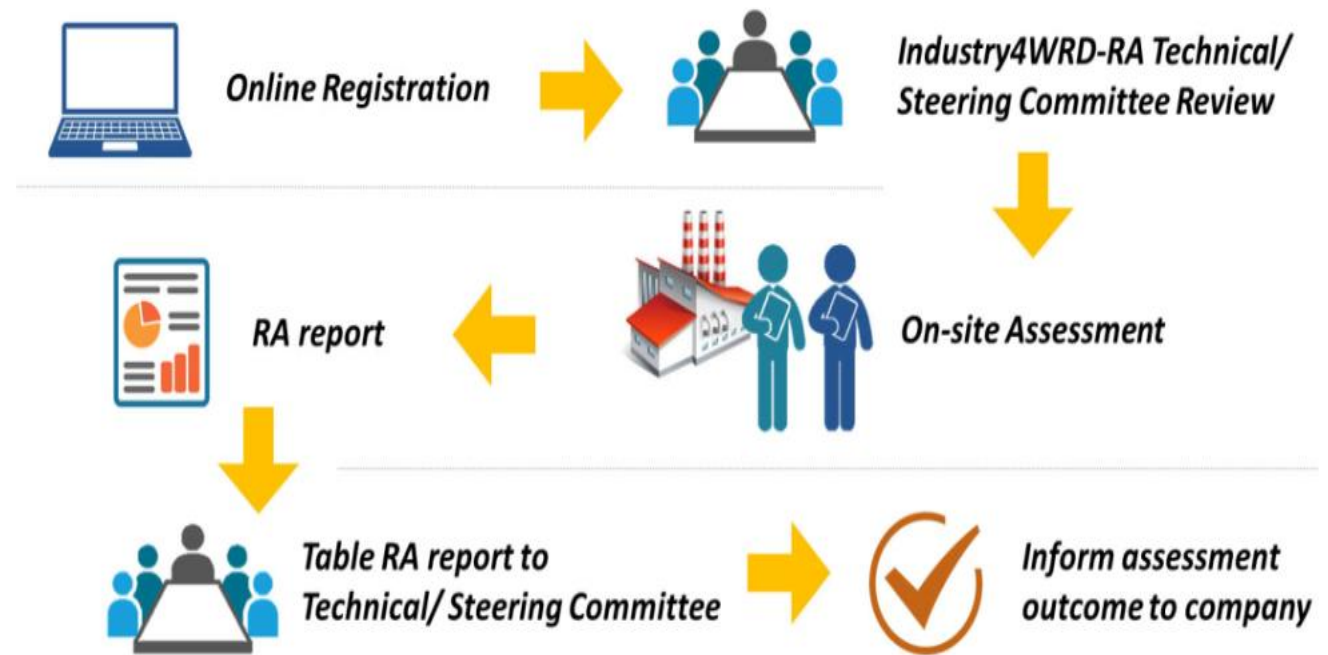 Online Registration
Industry4WRD-RA Technical/
Steering Committee Review
On-site Assessment
RA report
Table RA report to
Technical/ Steering Committee
Inform assessment
outcome to company